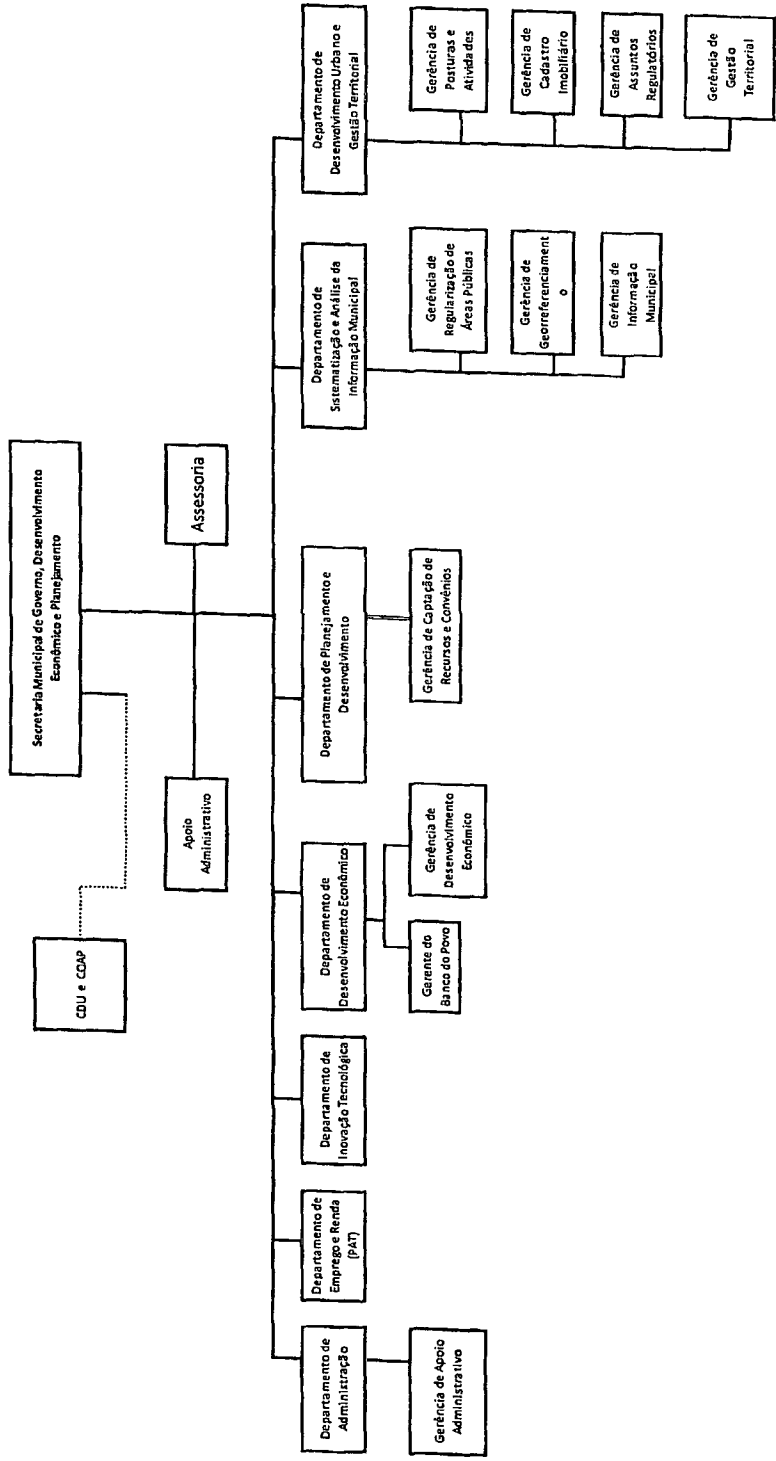 Secretaria Municipal de Governo, Desenvolvimento
Econômico e Planejamento
CDU e COAP
Apoio
Administrativo
Assessoria
Departamento de
Administração
Departamento de
Emprego e Renda
(PAT)
Departamento de
Inovação Tecnológica
Departamento de
Desenvolvimento Econômico
Departamento de Planejamento e
Desenvolvimento
Departamento de
Sistematização e Análise da
Informação Municipal
Departamento de
Desenvolvimento Urbano e
Gestão Territorial
Gerência de Apoio
Administrativo
Gerente do
Banco do Povo
Gerência de
Desenvolvimento
Econômico
Gerência de Captação de
Recursos e Convênios
Gerência de
Regularização de
Áreas Públicas
Gerência de
Georreferenciament
o
Gerência de
Informação
Municipal
Gerência de
Posturas e
Atividades
Gerência de
Cadastro
Imobiliário
Gerência de
Assuntos
Regulatórios
Gerência de
Gestão
Territorial